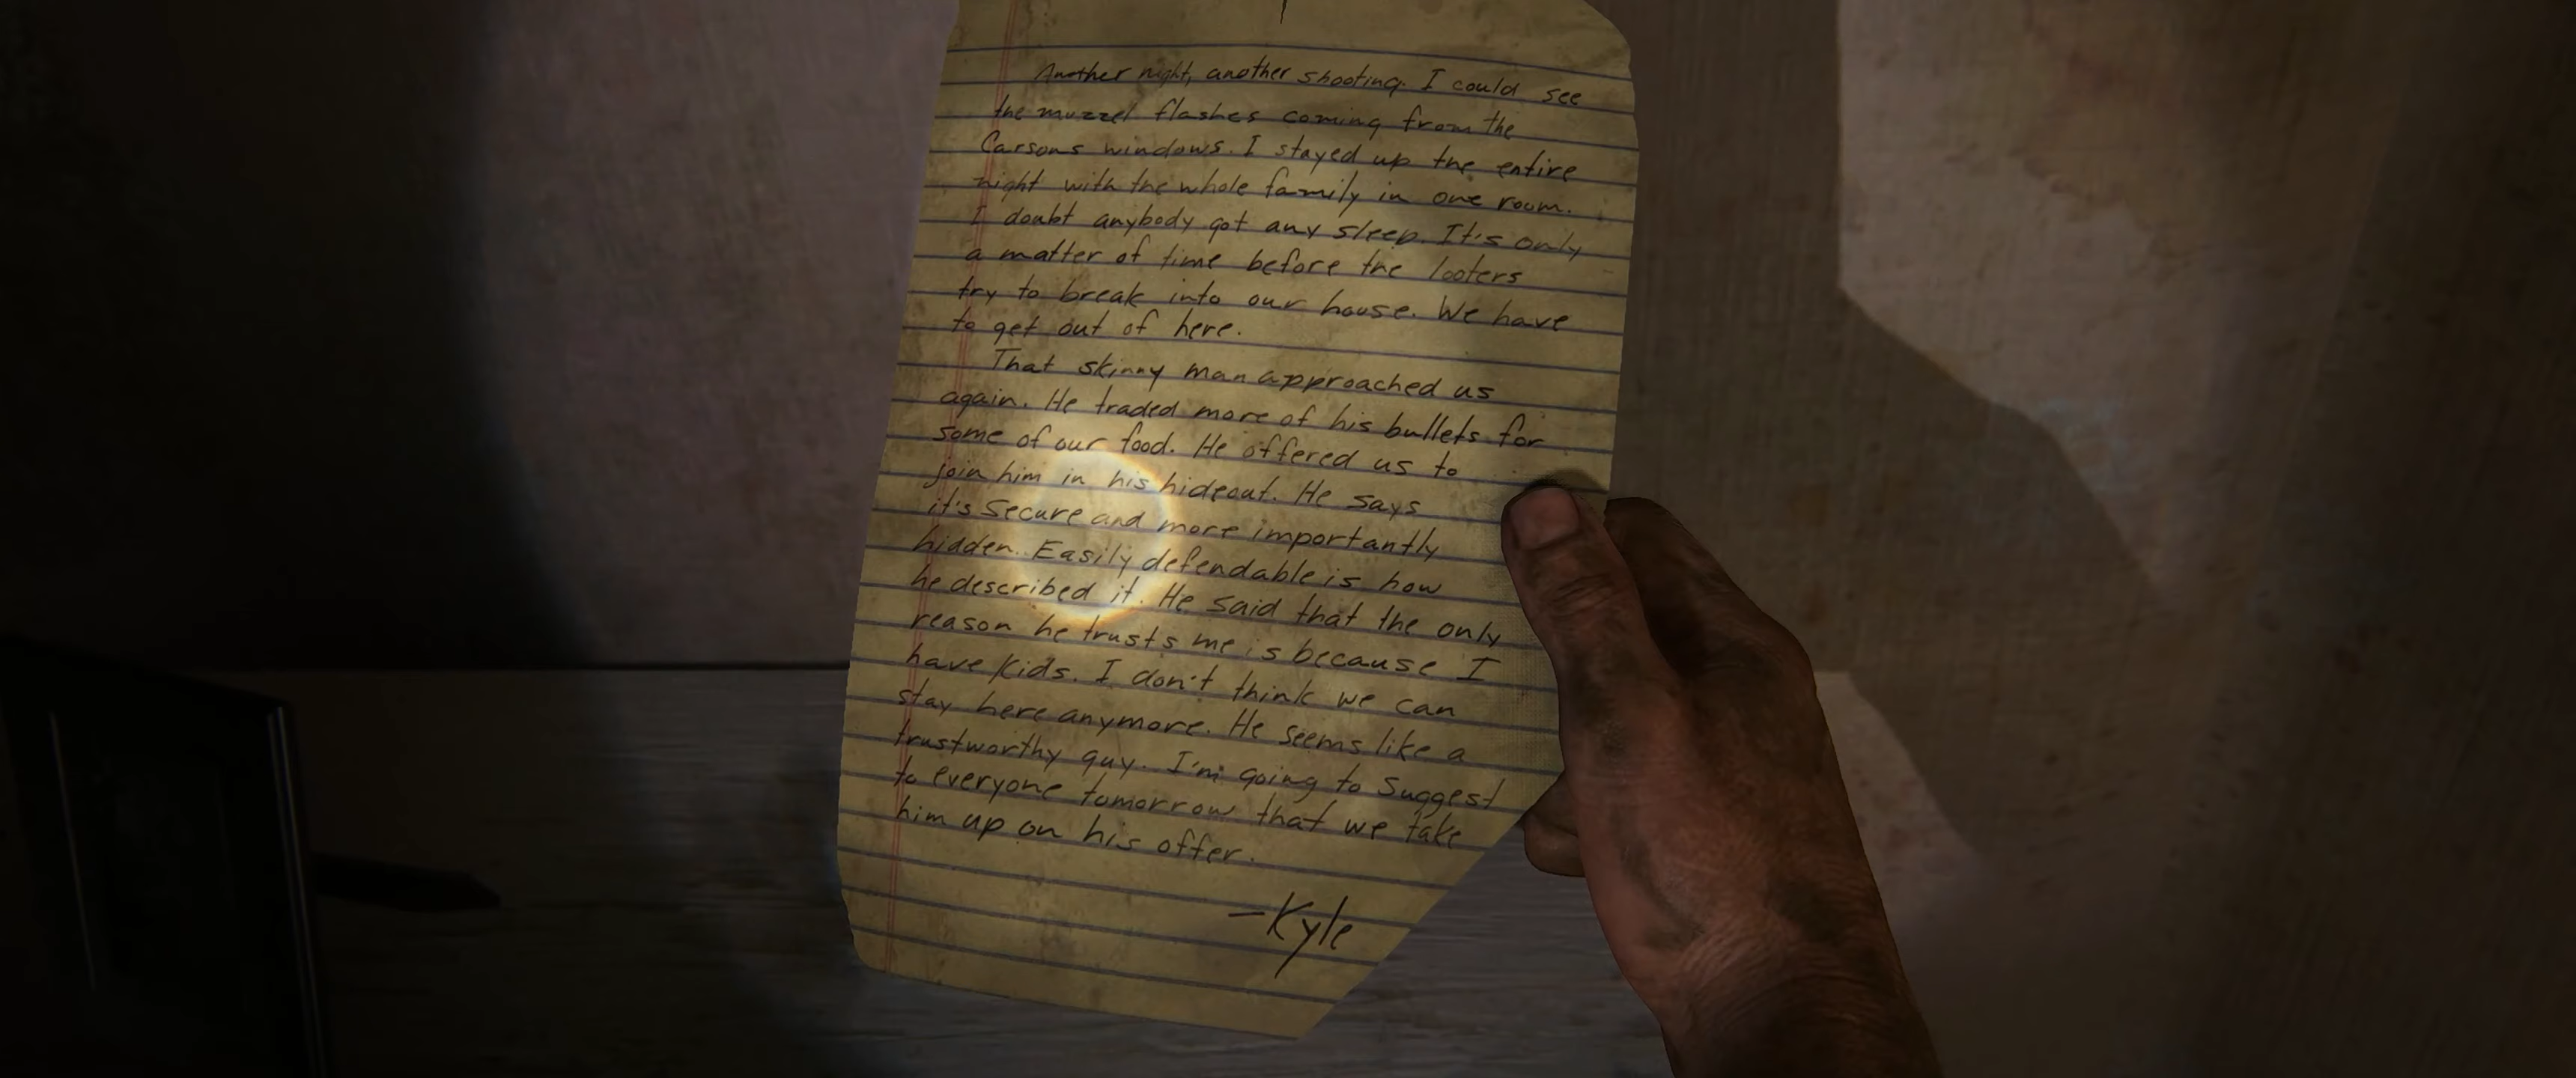 Another night, another shooting. I could see
the muzzel flashes coming from the
Carsons windows. I stayed up the entire
night with the whole family in one room.
I doubt anybody got any sleep. It's only
a matter of time before the looters
try to break into our house. We have
to get out of here.
That skinny man approached us
again. He traded more of his bullets for
some of our food. He offered us to
join him in his hideout. He says
it's secure and more importantly
hidden. Easily defendable is how
he described it. He said that the only
reason he trusts me is because I
have kids. I don't think we can
stay here anymore. He seems like a
trustworthy guy. I'm going to suggest
to everyone tomorrow that we take
him up on his offer.
-Kyle